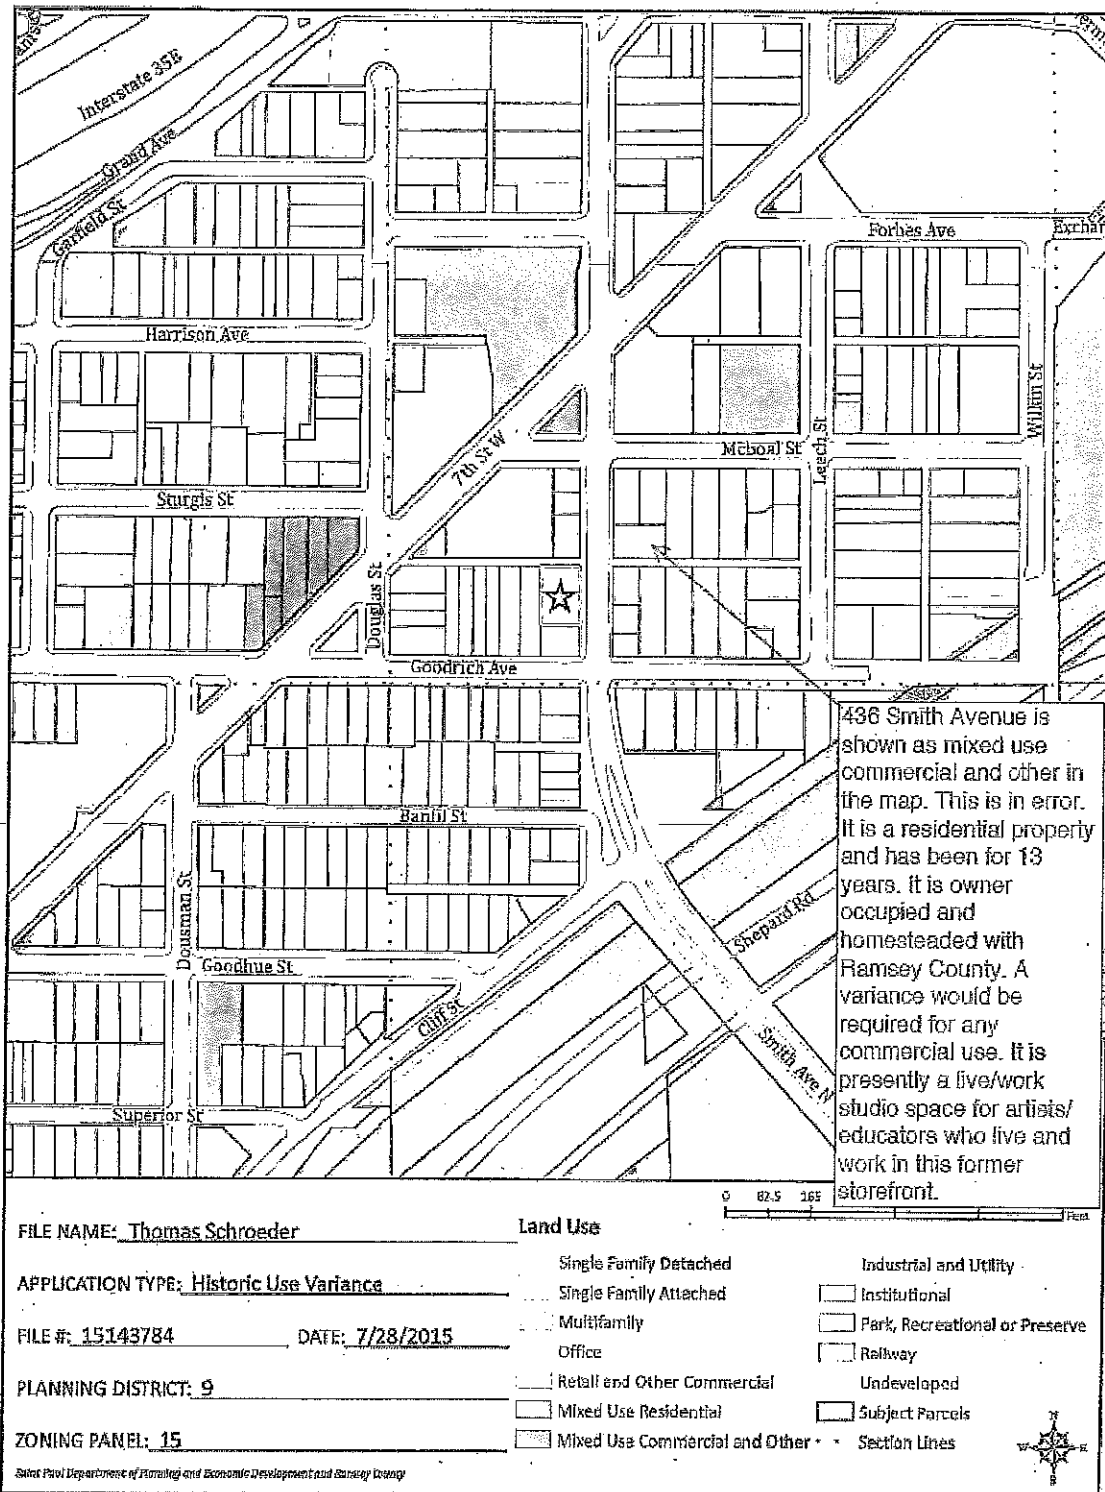 Interstate 35E
Grand Ave
Garfield St
Forbes Ave
Harrison Ave
William St
7th St W
Mcboal St
Leech St
Sturgis St
Douglas St
Goodrich Ave
436 Smith Avenue is
shown as mixed use
commercial and other in
the map. This is in error.
It is a residential property
and has been for 13
years. It is owner
occupied and
homesteaded with
Ramsey County. A
variance would be
required for any
commercial use. It is
presently a live/work
studio space for artists/
educators who live and
work in this former
storefront.
Banfil St
Dousman St
Shepard Rd
Goodhue St
Cliff St
Smith Ave N
Superior St
0 82.5 165
Feet
FILE NAME: Thomas Schroeder
APPLICATION TYPE: Historic Use Variance
FILE #: 15143784 DATE: 7/28/2015
PLANNING DISTRICT: 9
ZONING PANEL: 15
Saint Paul Department of Planning and Economic Development and Ramsey County
Land Use
Single Family Detached
Single Family Attached
Multifamily
Office
Retail and Other Commercial
Mixed Use Residential
Mixed Use Commercial and Other
Industrial and Utility
Institutional
Park, Recreational or Preserve
Railway
Undeveloped
Subject Parcels
Section Lines
N
W
E
S